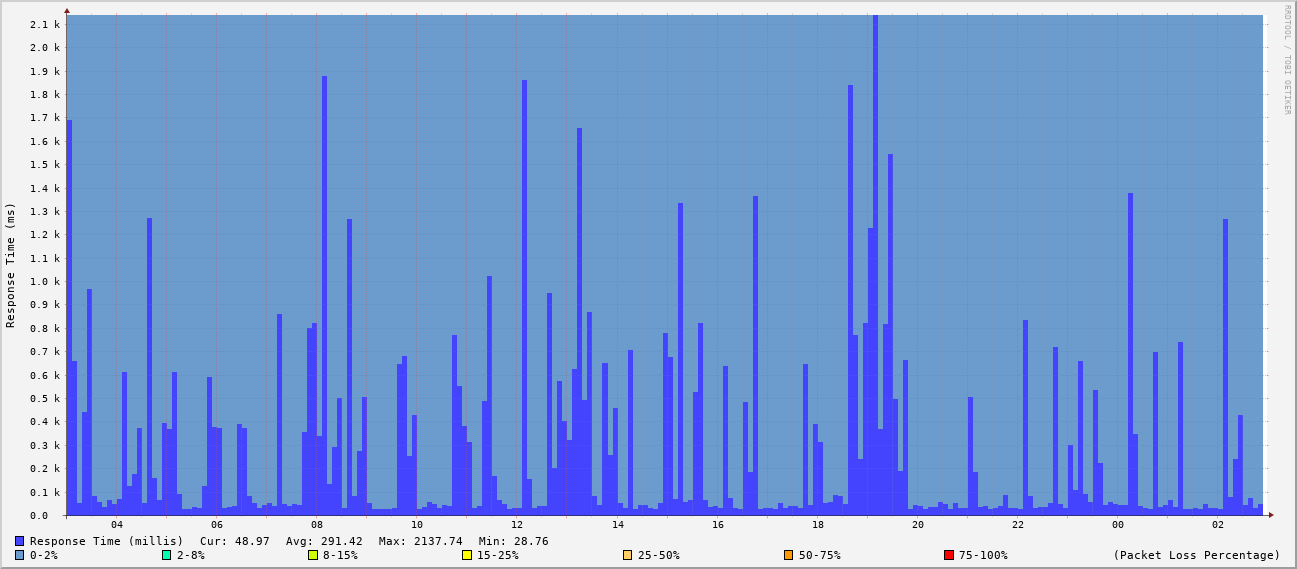 RRDTOOL / TOBI OETIKER
Response Time (ms)
2.1 k
2.0 k
1.9 k
1.8 k
1.7 k
1.6 k
1.5 k
1.4 k
1.3 k
1.2 k
1.1 k
1.0 k
0.9 k
0.8 k
0.7 k
0.6 k
0.5 k
0.4 k
0.3 k
0.2 k
0.1 k
0.0
04 06 08 10 12 14 16 18 20 22 00 02
Response Time (millis) Cur: 48.97 Avg: 291.42 Max: 2137.74 Min: 28.76
0-2% 2-8% 8-15% 15-25% 25-50% 50-75% 75-100% (Packet Loss Percentage)